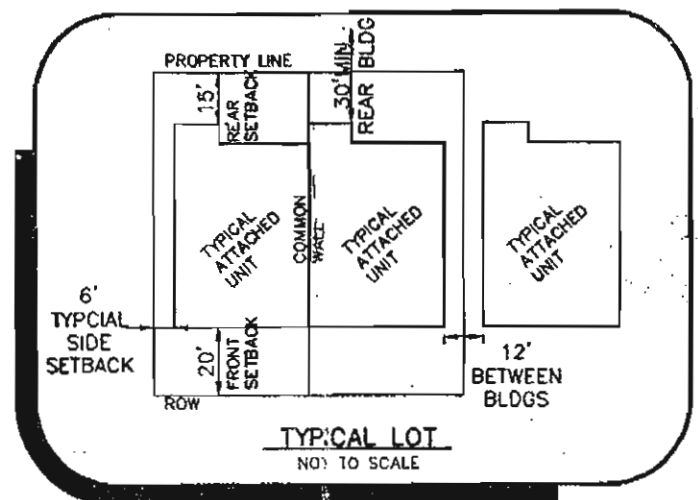 PROPERTY LINE
15'
REAR
SETBACK
30' MIN
REAR BLDG
TYPICAL
ATTACHED
UNIT
COMMON
WALL
TYPICAL
ATTACHED
UNIT
TYPICAL
ATTACHED
UNIT
6'
TYPCIAL
SIDE
SETBACK
20'
FRONT
SETBACK
12'
BETWEEN
BLDGS
ROW
TYPICAL LOT
NOT TO SCALE